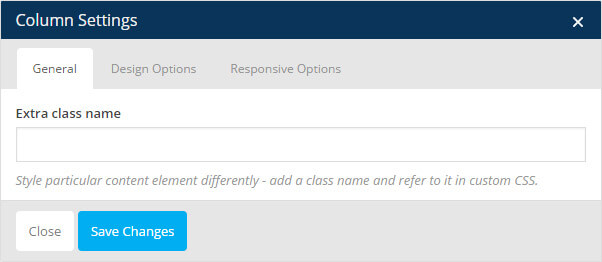 Column Settings
General Design Options Responsive Options
Extra class name
Style particular content element differently - add a class name and refer to it in custom CSS.
Close Save Changes